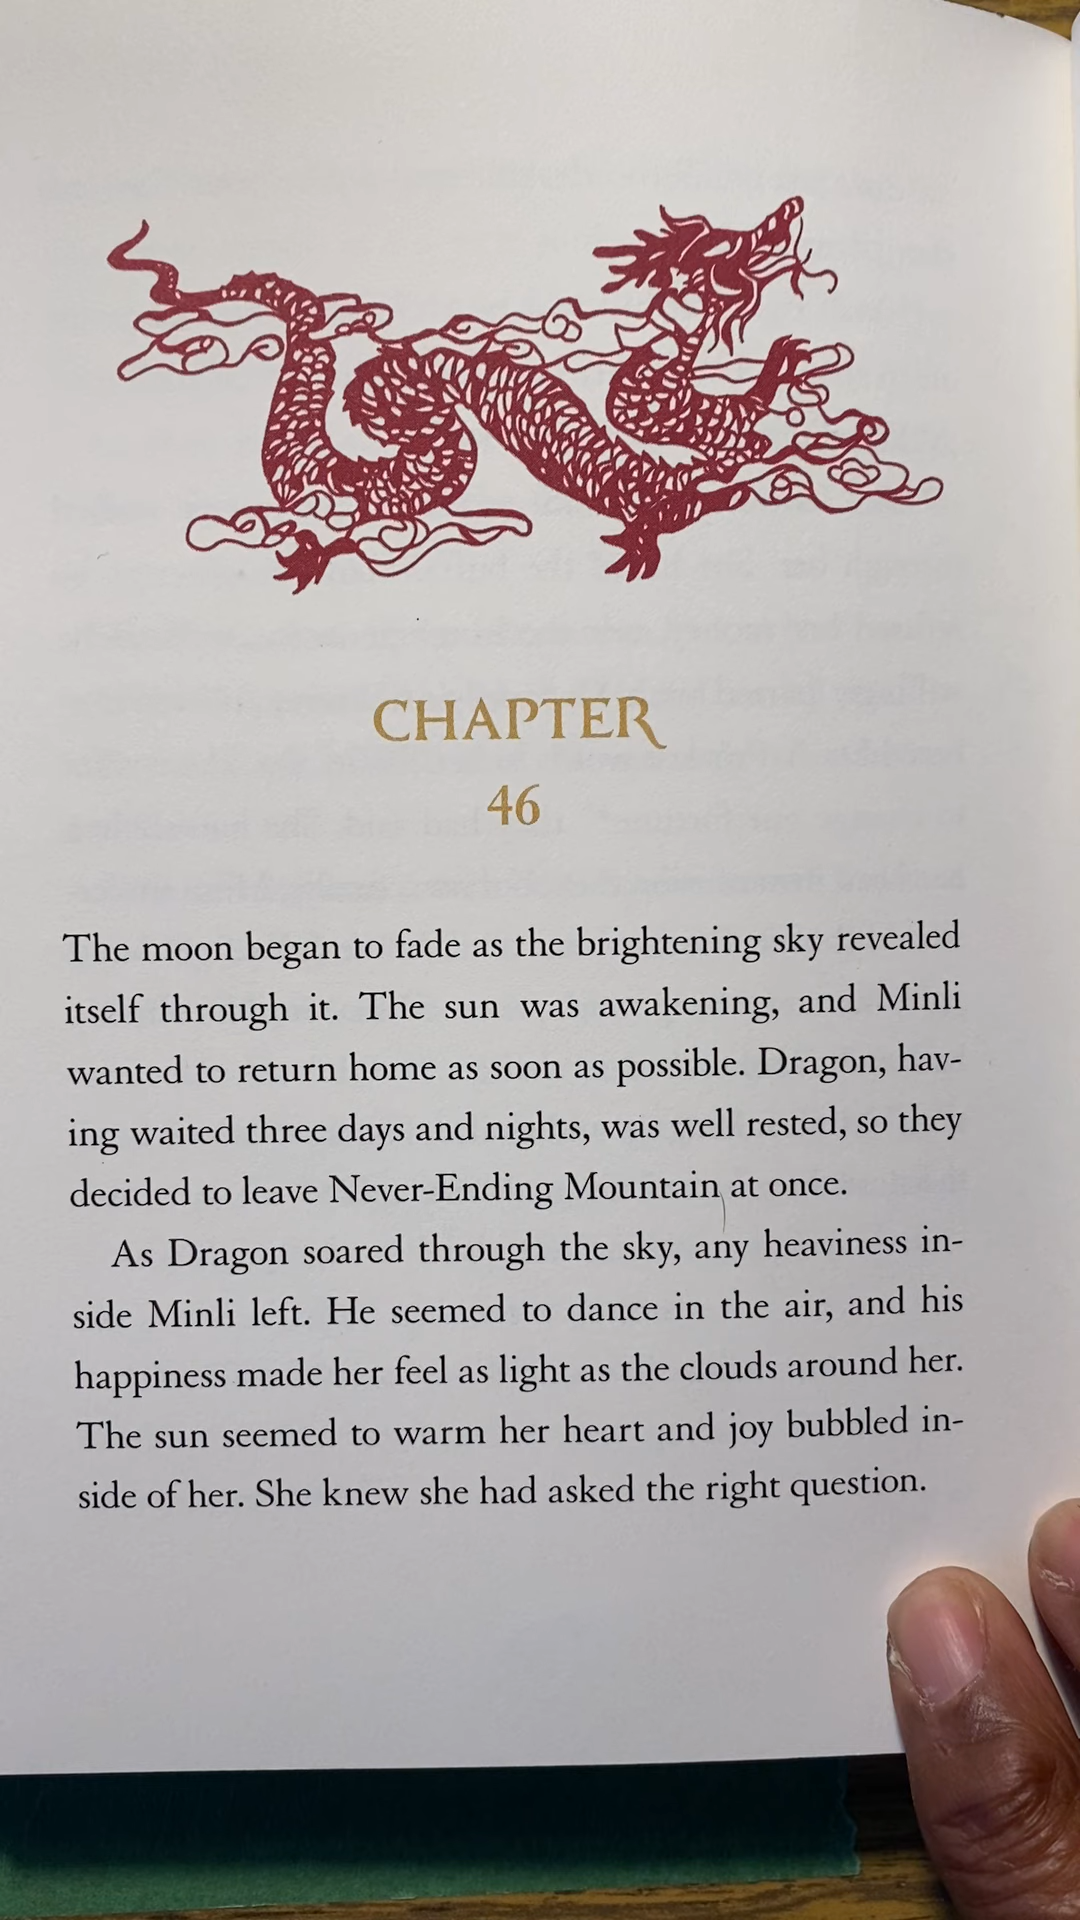 CHAPTER
46
The moon began to fade as the brightening sky revealed
itself through it. The sun was awakening, and Minli
wanted to return home as soon as possible. Dragon, hav-
ing waited three days and nights, was well rested, so they
decided to leave Never-Ending Mountain at once.
As Dragon soared through the sky, any heaviness in-
side Minli left. He seemed to dance in the air, and his
happiness made her feel as light as the clouds around her.
The sun seemed to warm her heart and joy bubbled in-
side of her. She knew she had asked the right question.